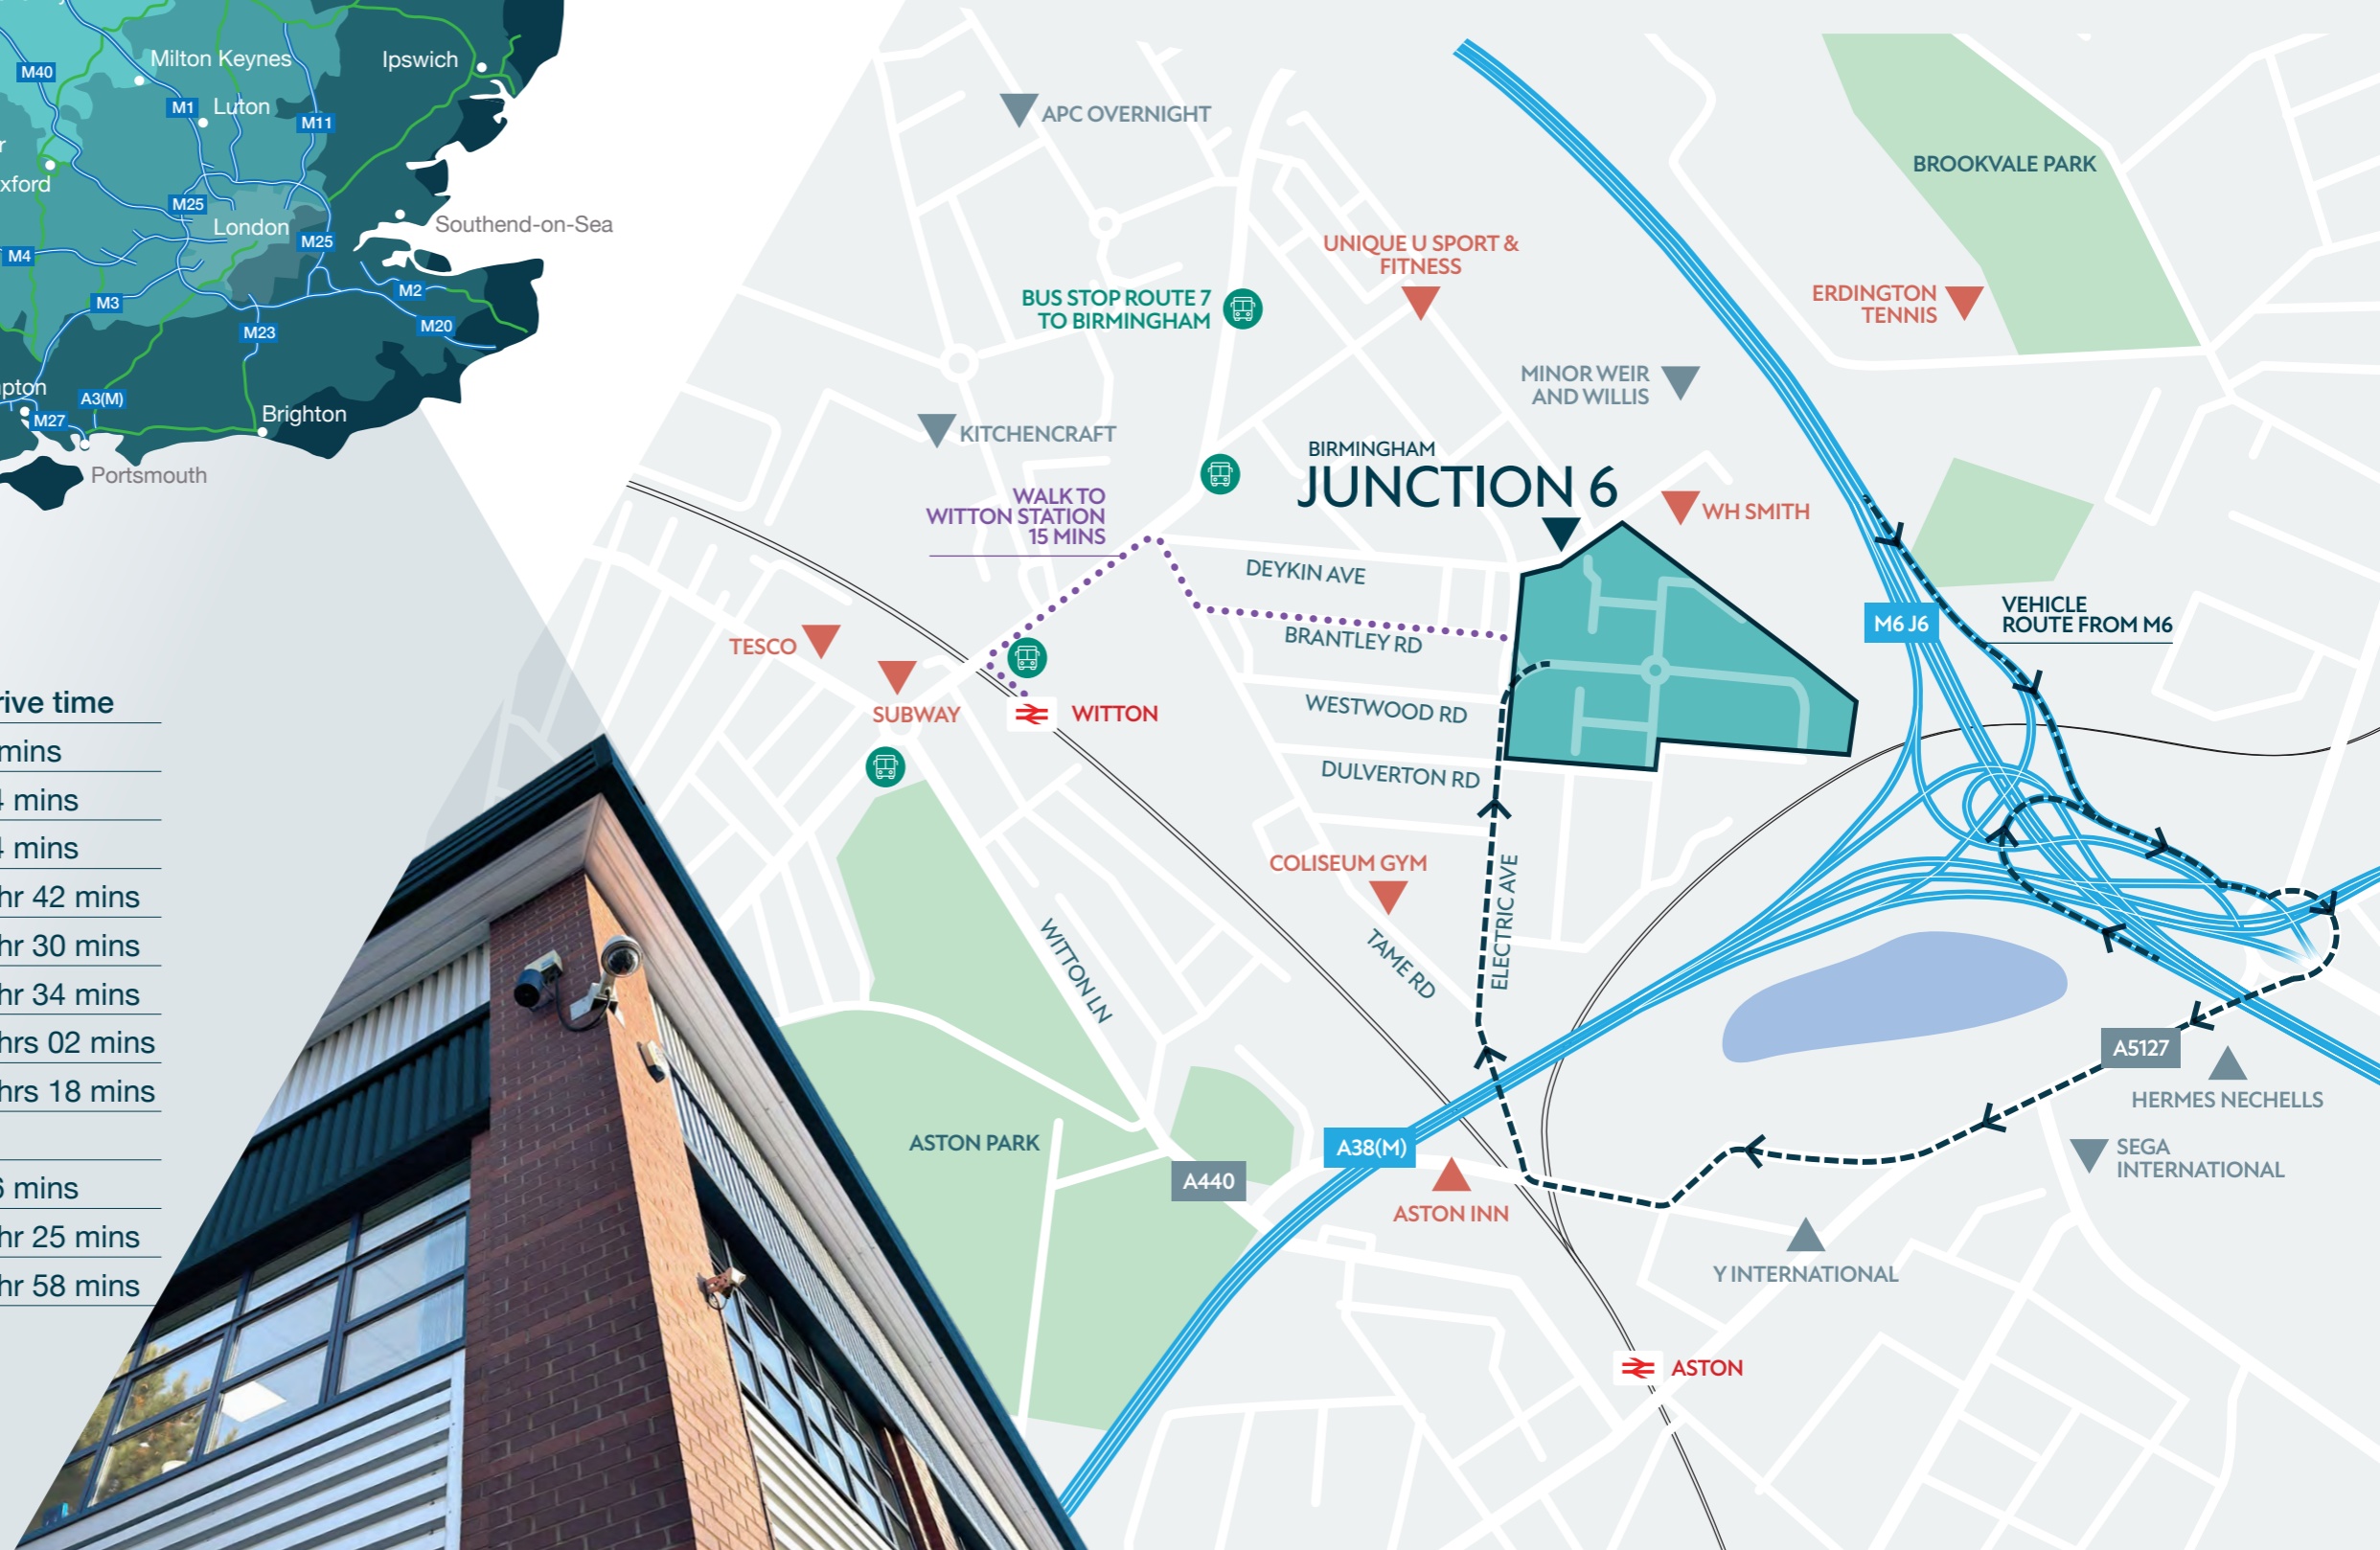 Milton Keynes
Ipswich
M40
M1
Luton
M11
xford
M25
London
M25
Southend-on-Sea
M4
M3
M2
M23
M20
pton
A3(M)
M27
Brighton
Portsmouth
rive time
mins
4 mins
4 mins
hr 42 mins
hr 30 mins
hr 34 mins
hrs 02 mins
hrs 18 mins
6 mins
hr 25 mins
hr 58 mins
APC OVERNIGHT
BROOKVALE PARK
UNIQUE U SPORT &
FITNESS
BUS STOP ROUTE 7
TO BIRMINGHAM
ERDINGTON
TENNIS
MINOR WEIR
AND WILLIS
KITCHENCRAFT
BIRMINGHAM
JUNCTION 6
WALK TO
WITTON STATION
15 MINS
WH SMITH
DEYKIN AVE
VEHICLE
ROUTE FROM M6
M6 J6
BRANTLEY RD
TESCO
SUBWAY
WITTON
WESTWOOD RD
DULVERTON RD
COLISEUM GYM
ELECTRIC AVE
TAME RD
WITTON LN
A5127
HERMES NECHELLS
ASTON PARK
A38(M)
A440
SEGA
INTERNATIONAL
ASTON INN
Y INTERNATIONAL
ASTON